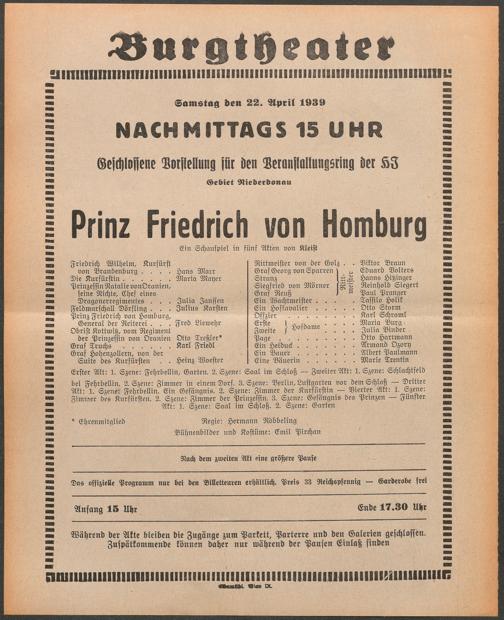 Burgtheater
Samstag den 22. April 1939
NACHMITTAGS 15 UHR
Geschlossene Vorstellung für den Veranstaltungsring der HJ
Gebiet Niederdonau
Prinz Friedrich von Homburg
Ein Schauspiel in fünf Akten von Kleist
Friedrich Wilhelm, Kurfürst
von Brandenburg . . . . Hans Marr
Die Kurfürstin . . . . . Maria Mayer
Prinzessin Natalie von Oranien,
seine Nichte, Chef eines
Dragonerregimentes . . . Julia Janssen
Feldmarschall Dörfling . . . Julius Karsten
Prinz Friedrich von Homburg,
General der Reiterei . . . Fred Liewehr
Obrist Kottwitz, vom Regiment
der Prinzessin von Oranien Otto Treßler*
Graf Truchs . . . . . Karl Friedl
Graf Hohenzollern, von der
Suite des Kurfürsten . . . Heinz Woester
Rittmeister von der Golz . . Viktor Braun
Graf Georg von Sparren Rittmeister Eduard Volters
Stranz Hanns Hitzinger
Siegfried von Mörner Reinhold Siegert
Graf Reuß Paul Pranger
Ein Wachtmeister . . . . Tassilo Holik
Ein Hofkavalier . . . . Otto Storm
Offizier . . . . Karl Schroml
Erste Hofdame . . . Maria Burg
Zweite Julia Binder
Page . . . . . Otto Hartmann
Ein Heiduck . . . . Armand Ozory
Ein Bauer . . . . Albert Paulmann
Eine Bäuerin . . . . Marie Trentin
Erster Akt: 1. Szene: Fehrbellin, Garten. 2. Szene: Saal im Schloß — Zweiter Akt: 1. Szene: Schlachtfeld
bei Fehrbellin. 2. Szene: Zimmer in einem Dorf. 3. Szene: Berlin, Lustgarten vor dem Schloß — Dritter
Akt: 1. Szene: Fehrbellin. Ein Gefängnis. 2. Szene: Zimmer der Kurfürstin — Vierter Akt: 1. Szene:
Zimmer des Kurfürsten. 2. Szene: Zimmer der Prinzessin. 3. Szene: Gefängnis des Prinzen — Fünfter
Akt: 1. Szene: Saal im Schloß. 2. Szene: Garten
* Ehrenmitglied Regie: Hermann Röbbeling
Bühnenbilder und Kostüme: Emil Pirchan
Nach dem zweiten Akt eine größere Pause
Das offizielle Programm nur bei den Billetteuren erhältlich. Preis 33 Reichspfennig — Garderobe frei
Anfang 15 Uhr Ende 17.30 Uhr
Während der Akte bleiben die Zugänge zum Parkett, Parterre und den Galerien geschlossen.
Zuspätkommende können daher nur während der Pausen Einlaß finden
Wien IX.